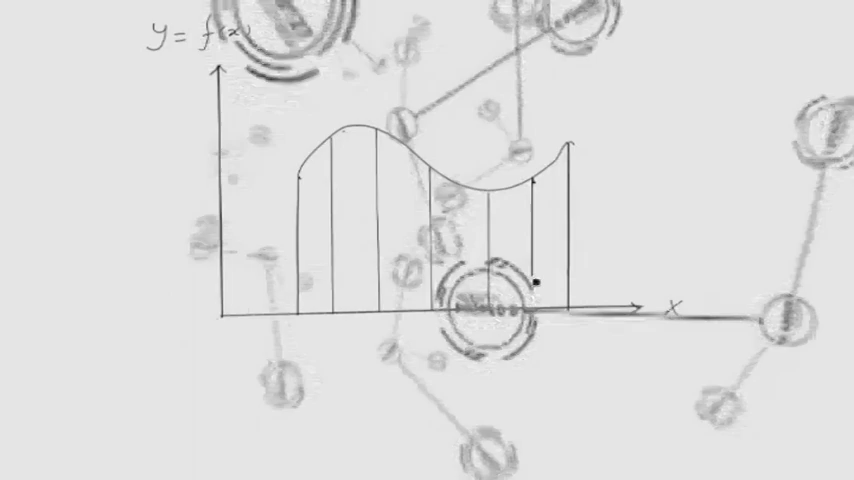 y = f(x)
x